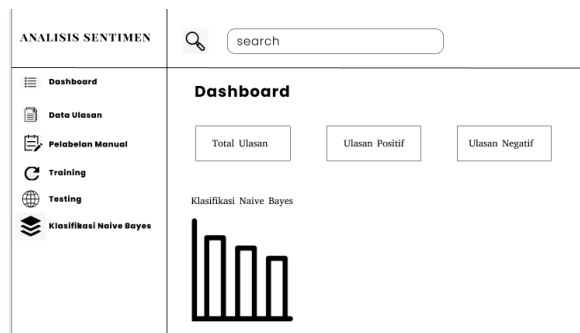 ANALISIS SENTIMEN
search
Dashboard
Data Ulasan
Pelabelan Manual
Training
Testing
Klasifikasi Naive Bayes
Dashboard
Total Ulasan
Ulasan Positif
Ulasan Negatif
Klasifikasi Naive Bayes